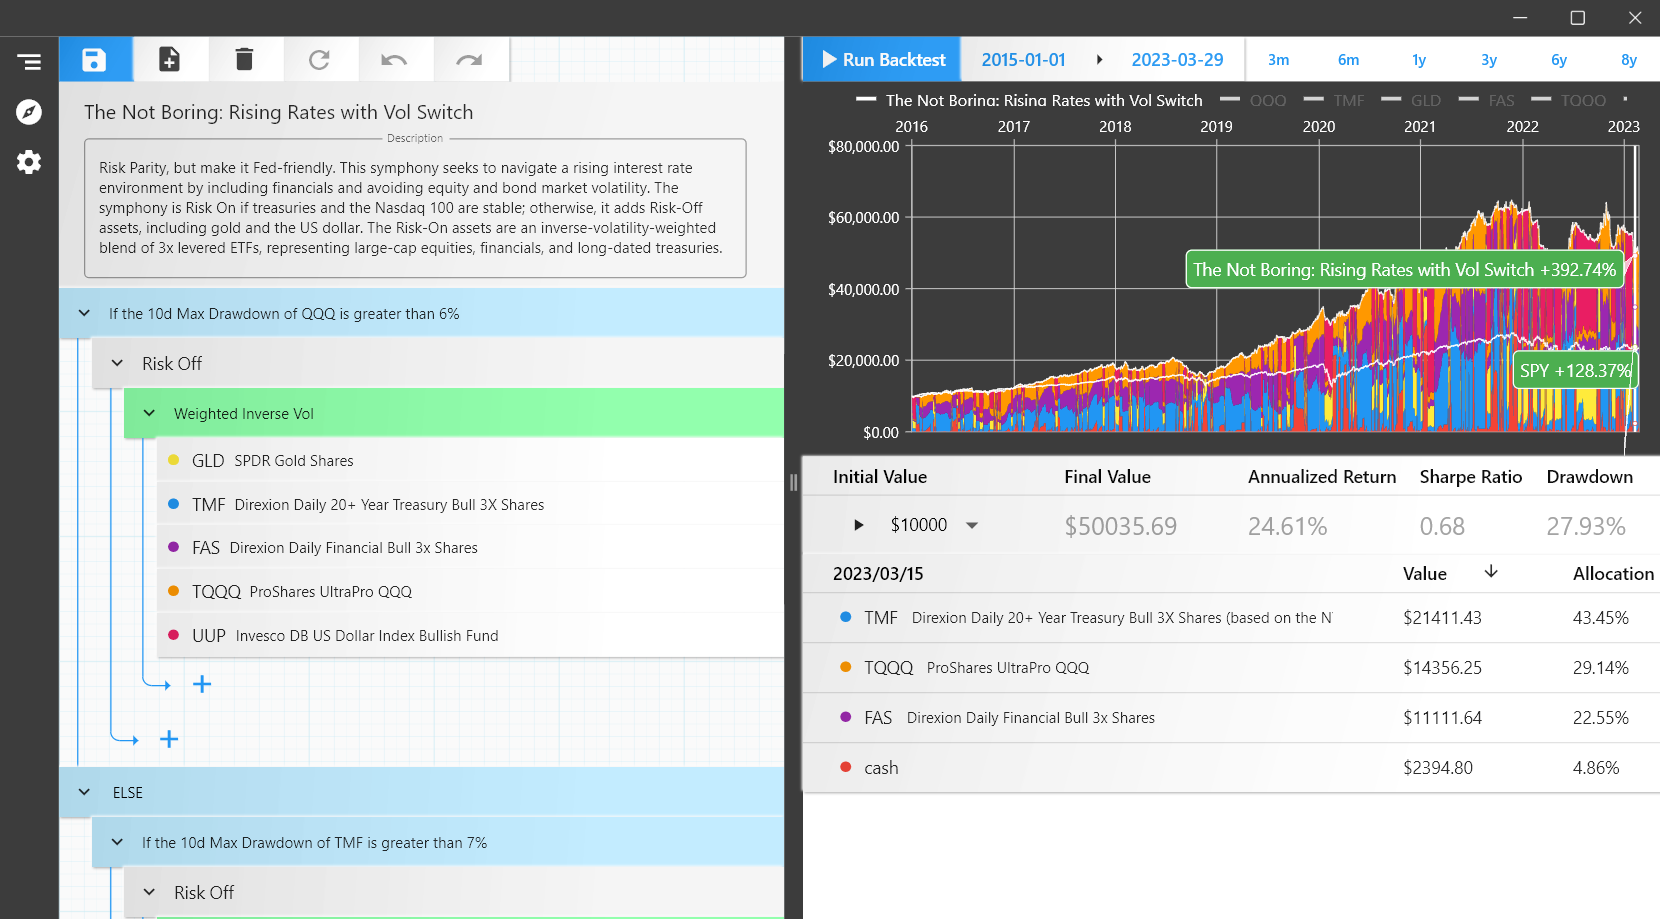 The Not Boring: Rising Rates with Vol Switch
Description
Risk Parity, but make it Fed-friendly. This symphony seeks to navigate a rising interest rate
environment by including financials and avoiding equity and bond market volatility. The
symphony is Risk On if treasuries and the Nasdaq 100 are stable; otherwise, it adds Risk-Off
assets, including gold and the US dollar. The Risk-On assets are an inverse-volatility-weighted
blend of 3x levered ETFs, representing large-cap equities, financials, and long-dated treasuries.
If the 10d Max Drawdown of QQQ is greater than 6%
Risk Off
Weighted Inverse Vol
GLD SPDR Gold Shares
TMF Direxion Daily 20+ Year Treasury Bull 3X Shares
FAS Direxion Daily Financial Bull 3x Shares
TQQQ ProShares UltraPro QQQ
UUP Invesco DB US Dollar Index Bullish Fund
ELSE
If the 10d Max Drawdown of TMF is greater than 7%
Risk Off
Run Backtest 2015-01-01 2023-03-29 3m 6m 1y 3y 6y 8y
The Not Boring: Rising Rates with Vol Switch QQQ TMF GLD FAS TQQQ
2016 2017 2018 2019 2020 2021 2022 2023
$80,000.00
$60,000.00
The Not Boring: Rising Rates with Vol Switch +392.74%
$40,000.00
$20,000.00
SPY +128.37%
$0.00
Initial Value Final Value Annualized Return Sharpe Ratio Drawdown
$10000 $50035.69 24.61% 0.68 27.93%
2023/03/15 Value Allocation
TMF Direxion Daily 20+ Year Treasury Bull 3X Shares (based on the N $21411.43 43.45%
TQQQ ProShares UltraPro QQQ $14356.25 29.14%
FAS Direxion Daily Financial Bull 3x Shares $11111.64 22.55%
cash $2394.80 4.86%